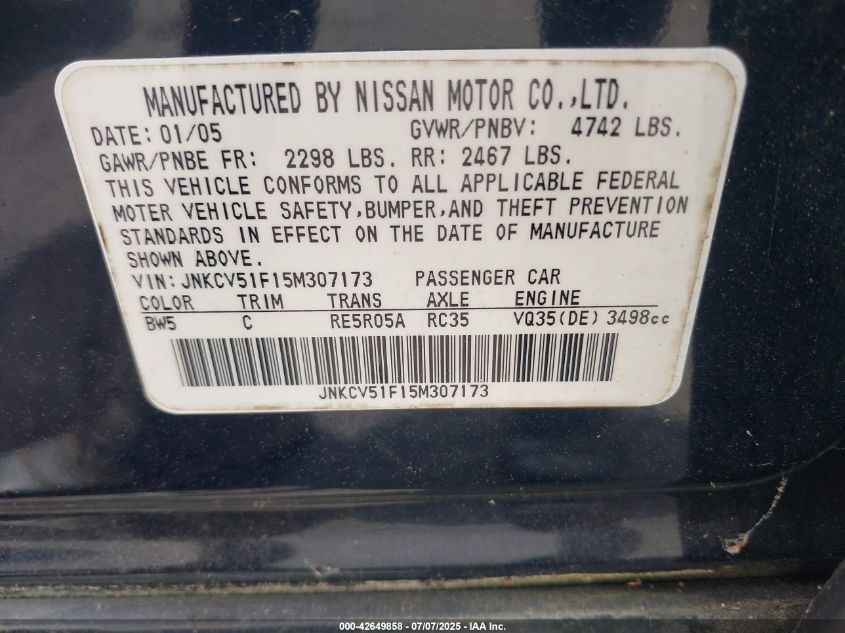 MANUFACTURED BY NISSAN MOTOR CO.,LTD.
DATE: 01/05 GVWR/PNBV: 4742 LBS.
GAWR/PNBE FR: 2298 LBS. RR: 2467 LBS.
THIS VEHICLE CONFORMS TO ALL APPLICABLE FEDERAL
MOTER VEHICLE SAFETY,BUMPER,AND THEFT PREVENTION
STANDARDS IN EFFECT ON THE DATE OF MANUFACTURE
SHOWN ABOVE.
VIN:JNKCV51F15M307173 PASSENGER CAR
COLOR TRIM TRANS AXLE ENGINE
BW5 C RE5R05A RC35 VQ35(DE) 3498cc
JNKCV51F15M307173
000-42649858 - 07/07/2025 - IAA Inc.